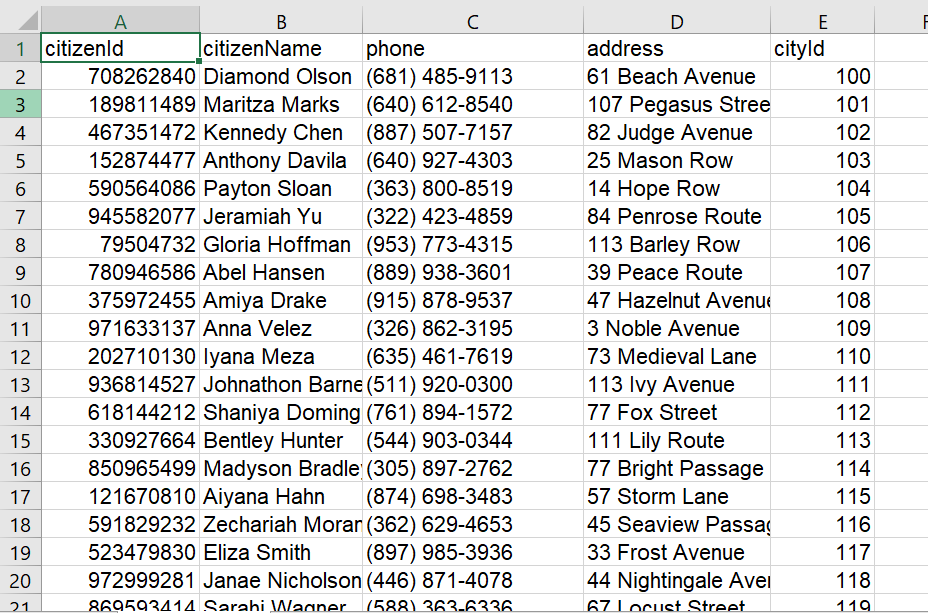 A B C D E F
1 citizenId citizenName phone address cityId
2 708262840 Diamond Olson (681) 485-9113 61 Beach Avenue 100
3 189811489 Maritza Marks (640) 612-8540 107 Pegasus Stree 101
4 467351472 Kennedy Chen (887) 507-7157 82 Judge Avenue 102
5 152874477 Anthony Davila (640) 927-4303 25 Mason Row 103
6 590564086 Payton Sloan (363) 800-8519 14 Hope Row 104
7 945582077 Jeramiah Yu (322) 423-4859 84 Penrose Route 105
8 79504732 Gloria Hoffman (953) 773-4315 113 Barley Row 106
9 780946586 Abel Hansen (889) 938-3601 39 Peace Route 107
10 375972455 Amiya Drake (915) 878-9537 47 Hazelnut Avenue 108
11 971633137 Anna Velez (326) 862-3195 3 Noble Avenue 109
12 202710130 Iyana Meza (635) 461-7619 73 Medieval Lane 110
13 936814527 Johnathon Barne (511) 920-0300 113 Ivy Avenue 111
14 618144212 Shaniya Doming (761) 894-1572 77 Fox Street 112
15 330927664 Bentley Hunter (544) 903-0344 111 Lily Route 113
16 850965499 Madyson Bradley (305) 897-2762 77 Bright Passage 114
17 121670810 Aiyana Hahn (874) 698-3483 57 Storm Lane 115
18 591829232 Zechariah Moran (362) 629-4653 45 Seaview Passag 116
19 523479830 Eliza Smith (897) 985-3936 33 Frost Avenue 117
20 972999281 Janae Nicholson (446) 871-4078 44 Nightingale Aven 118
21 869593414 Sarahi Wagner (588) 363-6336 67 Locust Street 119